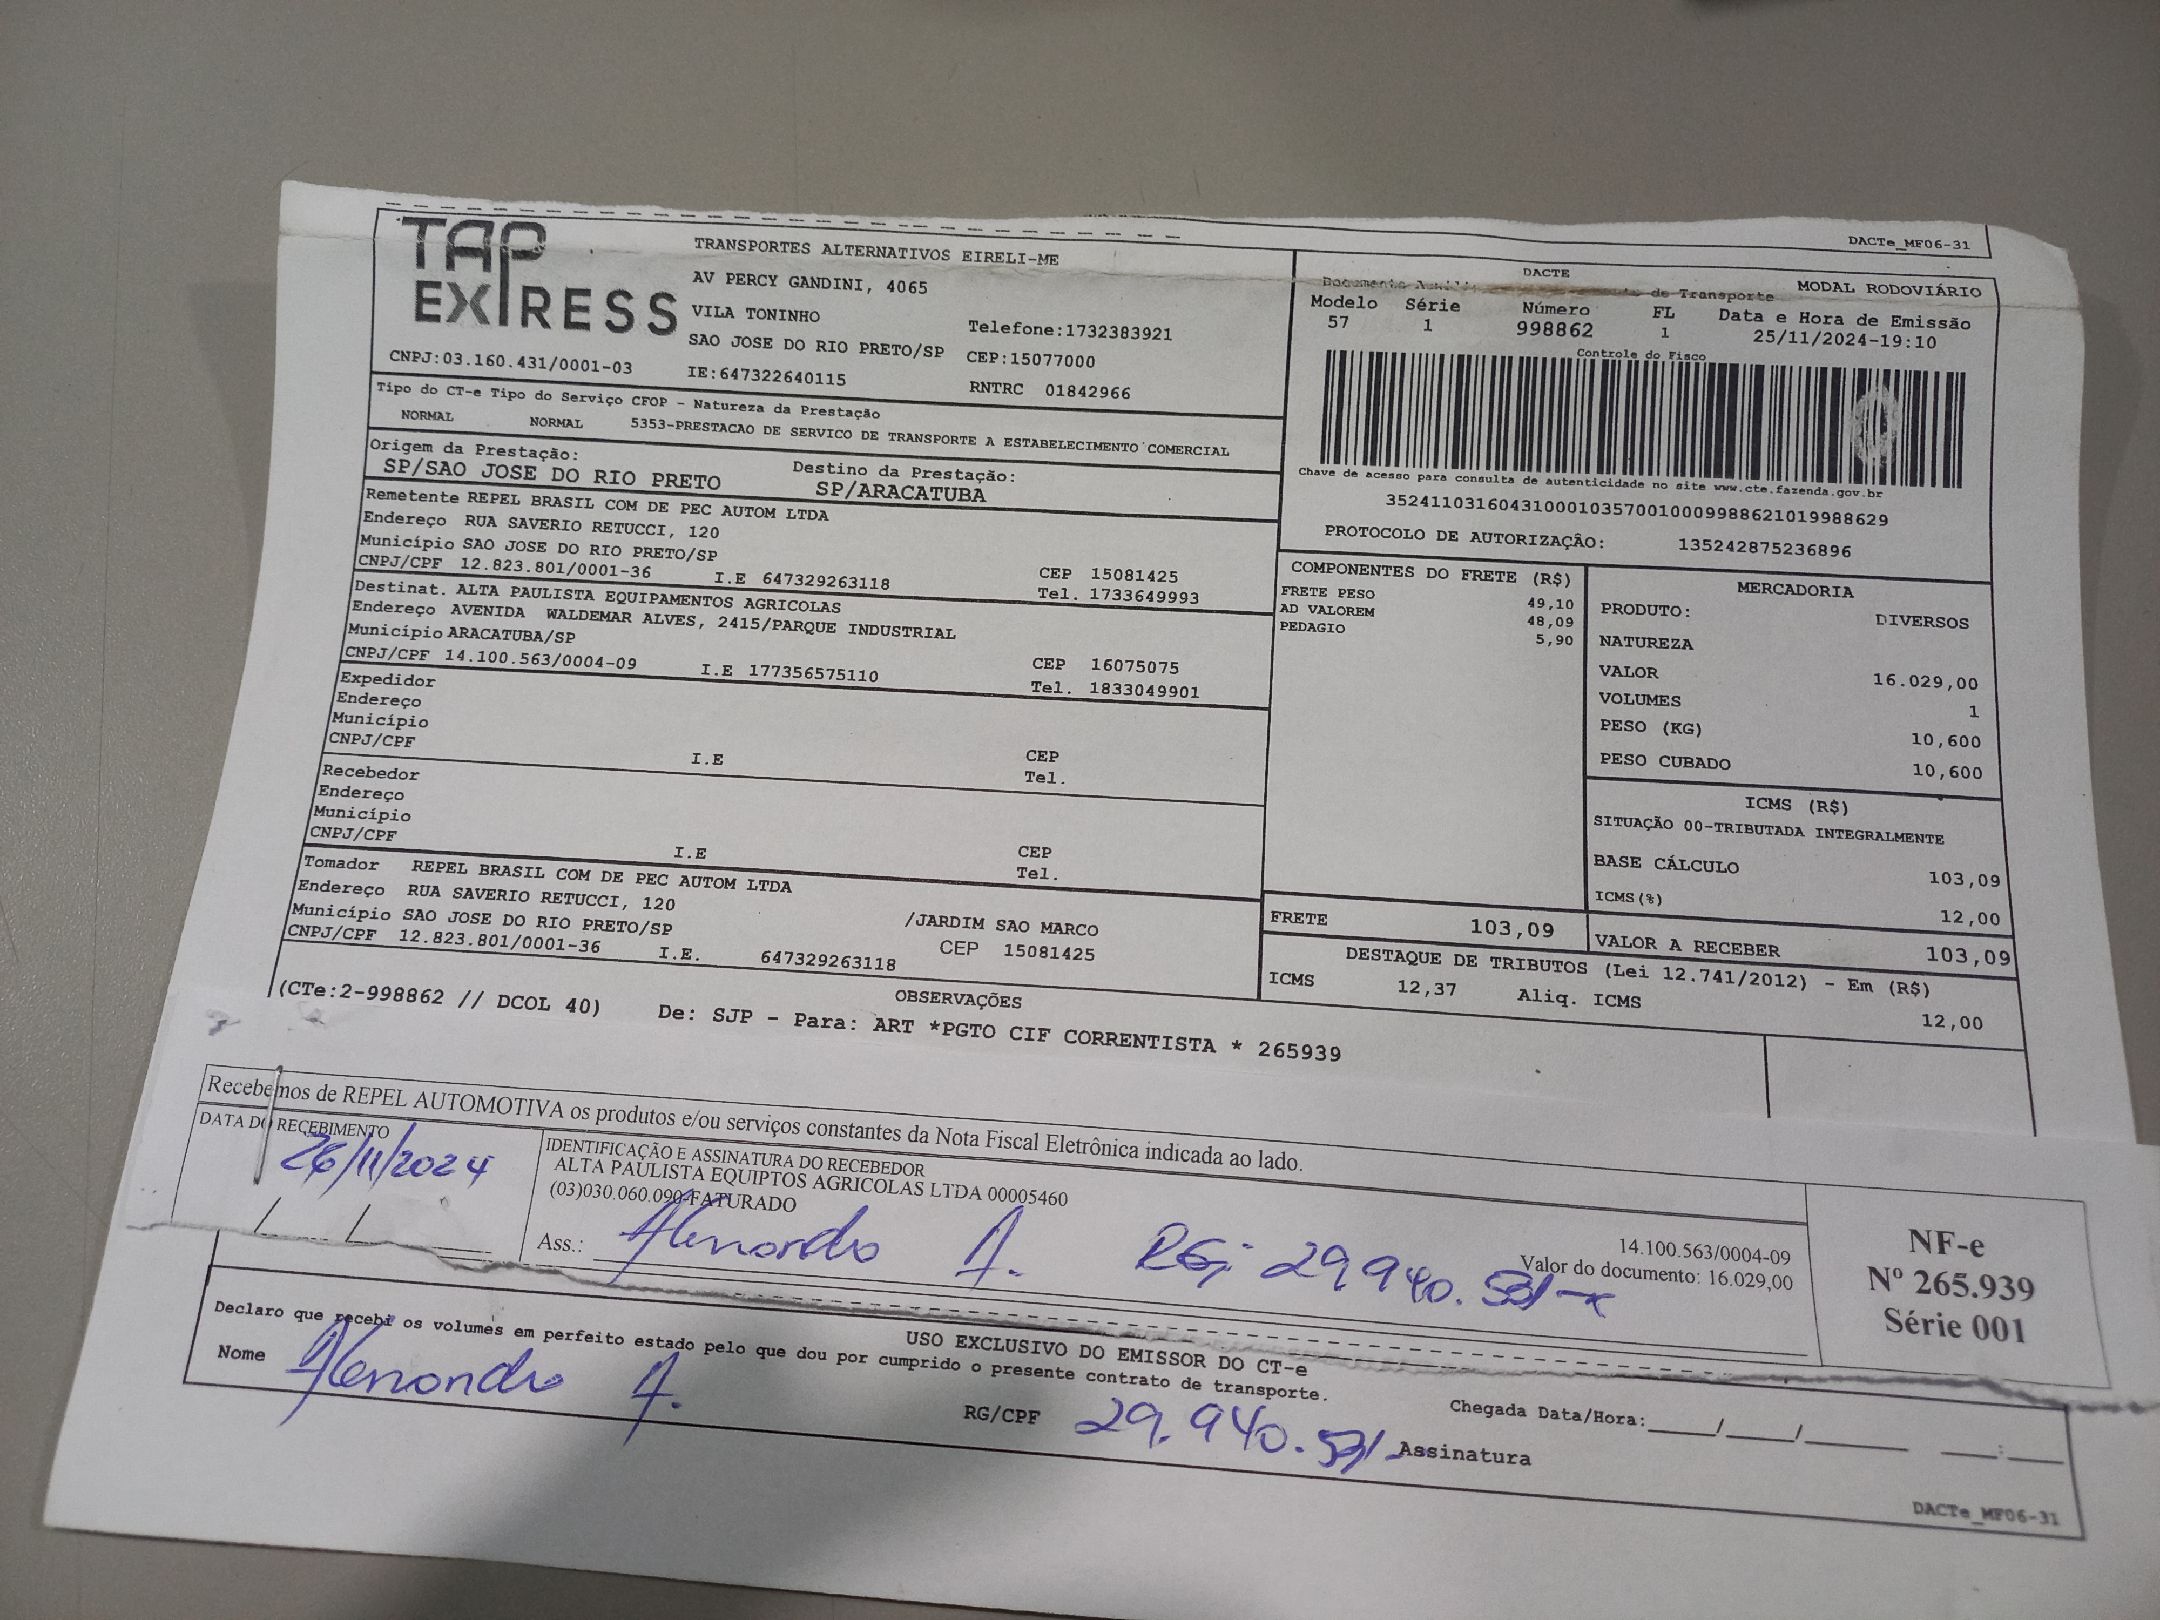 DACTe_MF06-31
TAP EXPRESS
TRANSPORTES ALTERNATIVOS EIRELI-ME
AV PERCY GANDINI, 4065
VILA TONINHO
Telefone:1732383921
SAO JOSE DO RIO PRETO/SP CEP:15077000
CNPJ:03.160.431/0001-03 IE:647322640115 RNTRC 01842966
DACTE
MODAL RODOVIÁRIO
de Transporte
Modelo Série Número FL Data e Hora de Emissão
57 1 998862 1 25/11/2024-19:10
Controle do Fisco
Chave de acesso para consulta de autenticidade no site www.cte.fazenda.gov.br
35241103160431000103570010009988621019988629
PROTOCOLO DE AUTORIZAÇÃO: 135242875236896
Tipo do CT-e Tipo do Serviço CFOP - Natureza da Prestação
NORMAL NORMAL 5353-PRESTACAO DE SERVICO DE TRANSPORTE A ESTABELECIMENTO COMERCIAL
Origem da Prestação: Destino da Prestação:
SP/SAO JOSE DO RIO PRETO SP/ARACATUBA
Remetente REPEL BRASIL COM DE PEC AUTOM LTDA
Endereço RUA SAVERIO RETUCCI, 120
Município SAO JOSE DO RIO PRETO/SP CEP 15081425
CNPJ/CPF 12.823.801/0001-36 I.E 647329263118 Tel. 1733649993
Destinat. ALTA PAULISTA EQUIPAMENTOS AGRICOLAS
Endereço AVENIDA WALDEMAR ALVES, 2415/PARQUE INDUSTRIAL
Município ARACATUBA/SP CEP 16075075
CNPJ/CPF 14.100.563/0004-09 I.E 177356575110 Tel. 1833049901
Expedidor
Endereço
Município CEP
CNPJ/CPF I.E Tel.
Recebedor
Endereço
Município CEP
CNPJ/CPF I.E Tel.
Tomador REPEL BRASIL COM DE PEC AUTOM LTDA
Endereço RUA SAVERIO RETUCCI, 120 /JARDIM SAO MARCO
Município SAO JOSE DO RIO PRETO/SP CEP 15081425
CNPJ/CPF 12.823.801/0001-36 I.E. 647329263118
COMPONENTES DO FRETE (R$)
FRETE PESO 49,10
AD VALOREM 48,09
PEDAGIO 5,90
MERCADORIA
PRODUTO: DIVERSOS
NATUREZA
VALOR 16.029,00
VOLUMES 1
PESO (KG) 10,600
PESO CUBADO 10,600
ICMS (R$)
SITUAÇÃO 00-TRIBUTADA INTEGRALMENTE
BASE CÁLCULO 103,09
ICMS(%) 12,00
FRETE 103,09 VALOR A RECEBER 103,09
DESTAQUE DE TRIBUTOS (Lei 12.741/2012) - Em (R$)
ICMS 12,37 Aliq. ICMS 12,00
OBSERVAÇÕES
(CTe:2-998862 // DCOL 40) De: SJP - Para: ART *PGTO CIF CORRENTISTA * 265939
Recebemos de REPEL AUTOMOTIVA os produtos e/ou serviços constantes da Nota Fiscal Eletrônica indicada ao lado.
DATA DO RECEBIMENTO
26/11/2024
IDENTIFICAÇÃO E ASSINATURA DO RECEBEDOR
ALTA PAULISTA EQUIPTOS AGRICOLAS LTDA 00005460
(03)030.060.090-FATURADO
14.100.563/0004-09
Valor do documento: 16.029,00
Ass.: A. RG: 29.940.
NF-e
Nº 265.939
Série 001
USO EXCLUSIVO DO EMISSOR DO CT-e
Declaro que recebi os volumes em perfeito estado pelo que dou por cumprido o presente contrato de transporte.
Nome A. RG/CPF 29.940. Assinatura
Chegada Data/Hora:____/____/______ ___:___
DACTe_MF06-31